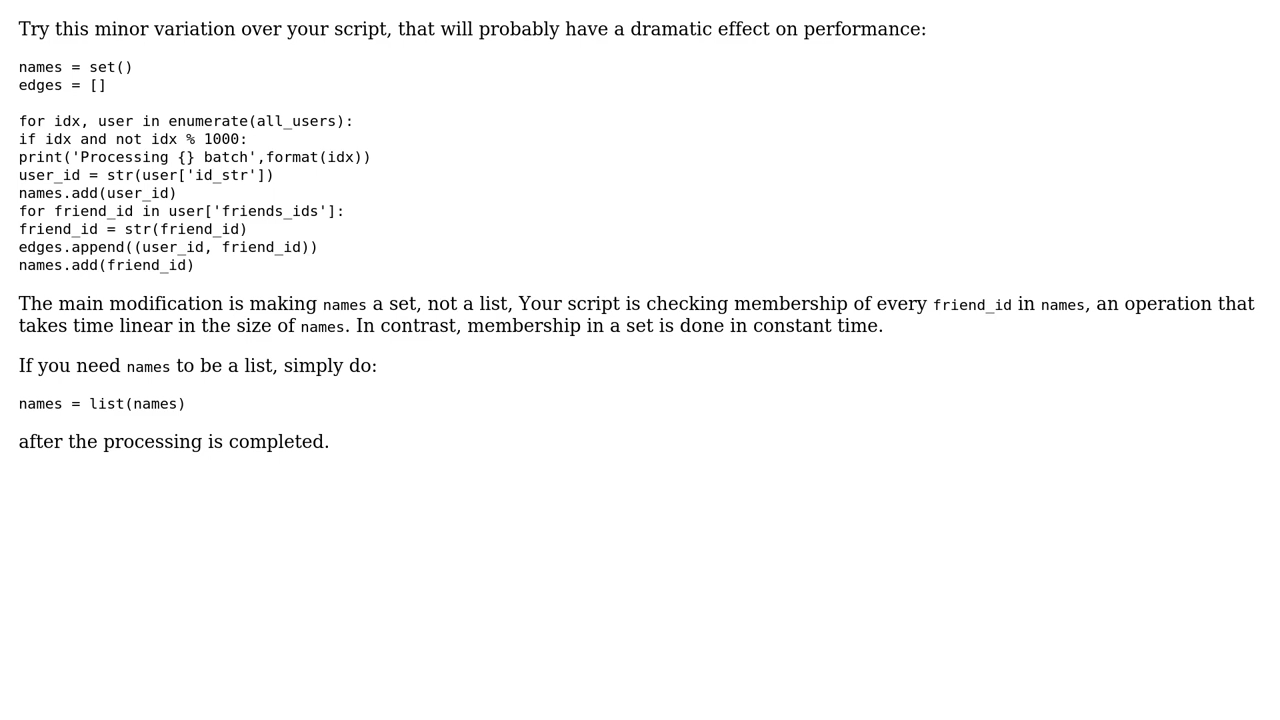 Try this minor variation over your script, that will probably have a dramatic effect on performance:
names = set()
edges = []
for idx, user in enumerate(all_users):
if idx and not idx % 1000:
print('Processing {} batch',format(idx))
user_id = str(user['id_str'])
names.add(user_id)
for friend_id in user['friends_ids']:
friend_id = str(friend_id)
edges.append((user_id, friend_id))
names.add(friend_id)
The main modification is making names a set, not a list, Your script is checking membership of every friend_id in names, an operation that
takes time linear in the size of names. In contrast, membership in a set is done in constant time.
If you need names to be a list, simply do:
names = list(names)
after the processing is completed.